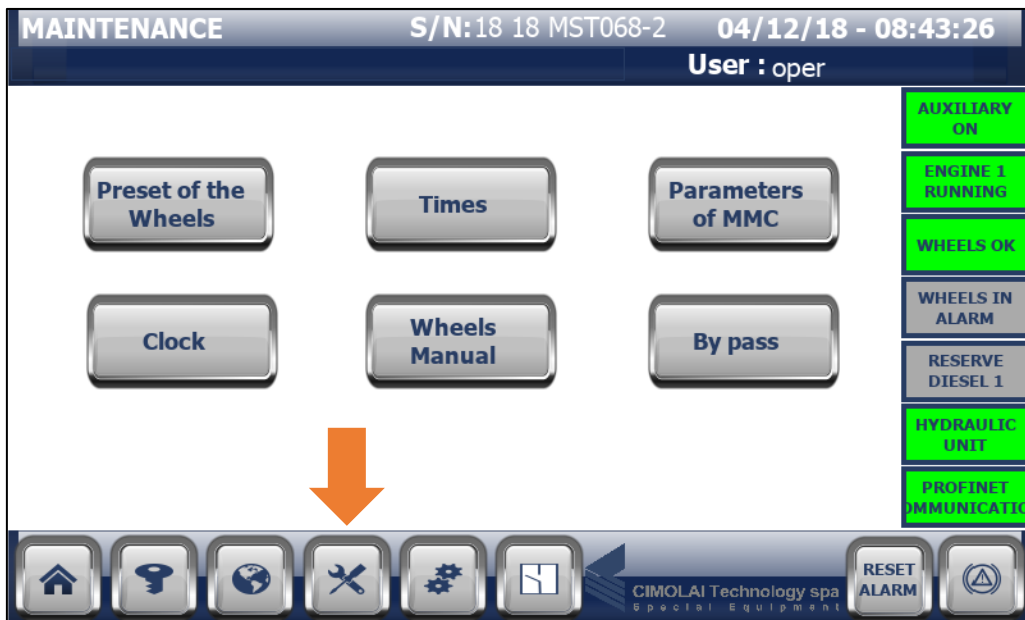 MAINTENANCE S/N:18 18 MST068-2 04/12/18 - 08:43:26
User : oper
Preset of the
Wheels
Times
Parameters
of MMC
Clock
Wheels
Manual
By pass
AUXILIARY
ON
ENGINE 1
RUNNING
WHEELS OK
WHEELS IN
ALARM
RESERVE
DIESEL 1
HYDRAULIC
UNIT
PROFINET
OMMUNICATIO
CIMOLAI Technology spa
Special Equipment
RESET
ALARM